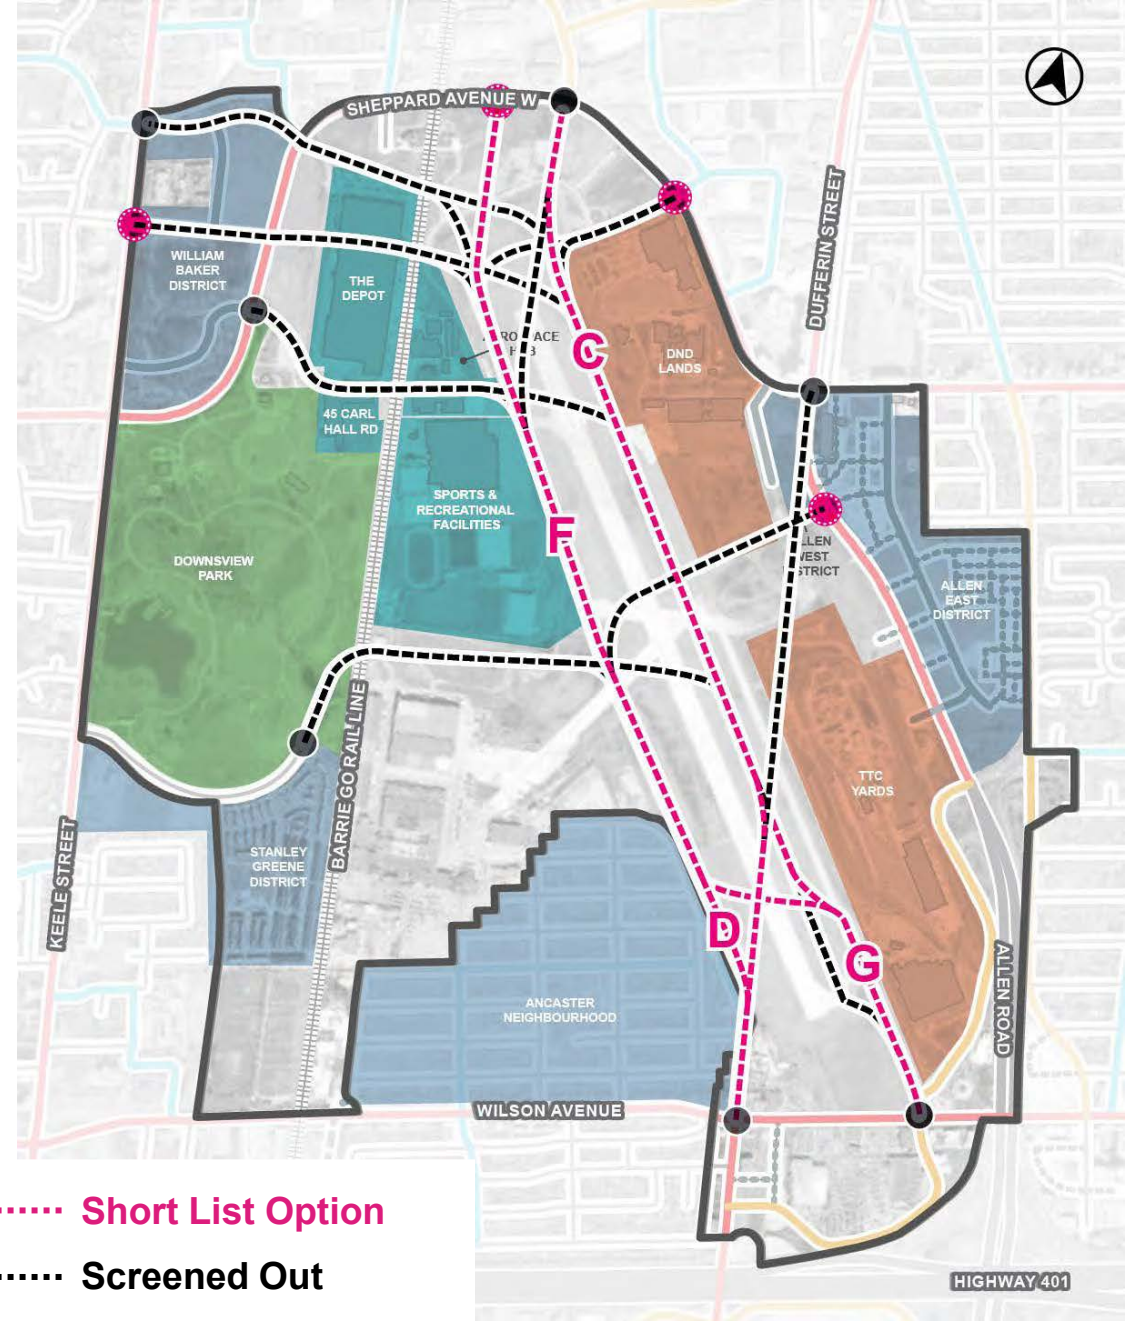 SHEPPARD AVENUE W
DUFFERIN STREET
WILLIAM
BAKER
DISTRICT
THE
DEPOT
C
DND
LANDS
45 CARL
HALL RD
SPORTS &
RECREATIONAL
FACILITIES
F
DOWNSVIEW
PARK
WEST
ALLEN
EAST
DISTRICT
BARRIE GO RAIL LINE
TTC
YARDS
KEELE STREET
STANLEY
GREENE
DISTRICT
D
G
ALLEN ROAD
ANCASTER
NEIGHBOURHOOD
WILSON AVENUE
Short List Option
Screened Out
HIGHWAY 401